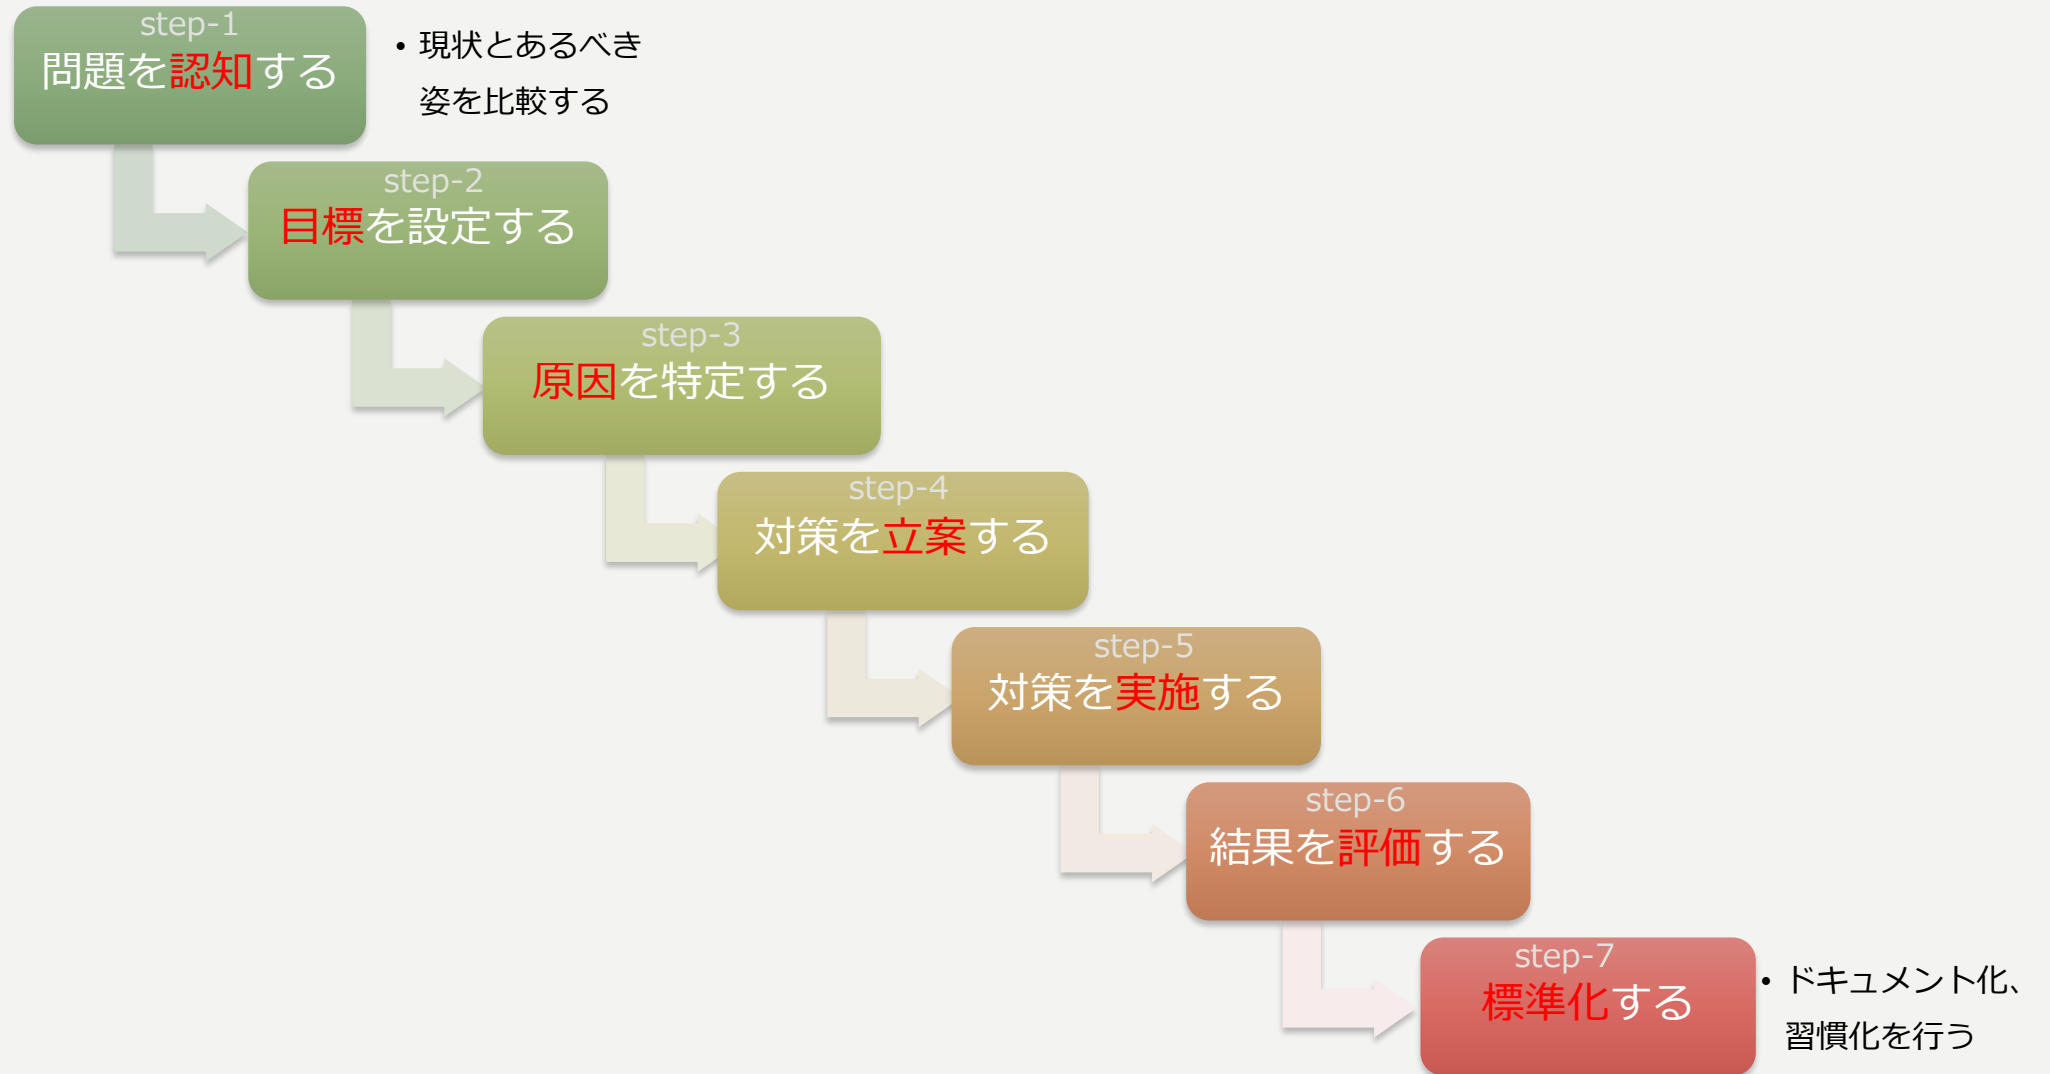 step-1
問題を認知する
• 現状とあるべき
姿を比較する
step-2
目標を設定する
step-3
原因を特定する
step-4
対策を立案する
step-5
対策を実施する
step-6
結果を評価する
step-7
標準化する
• ドキュメント化、
習慣化を行う